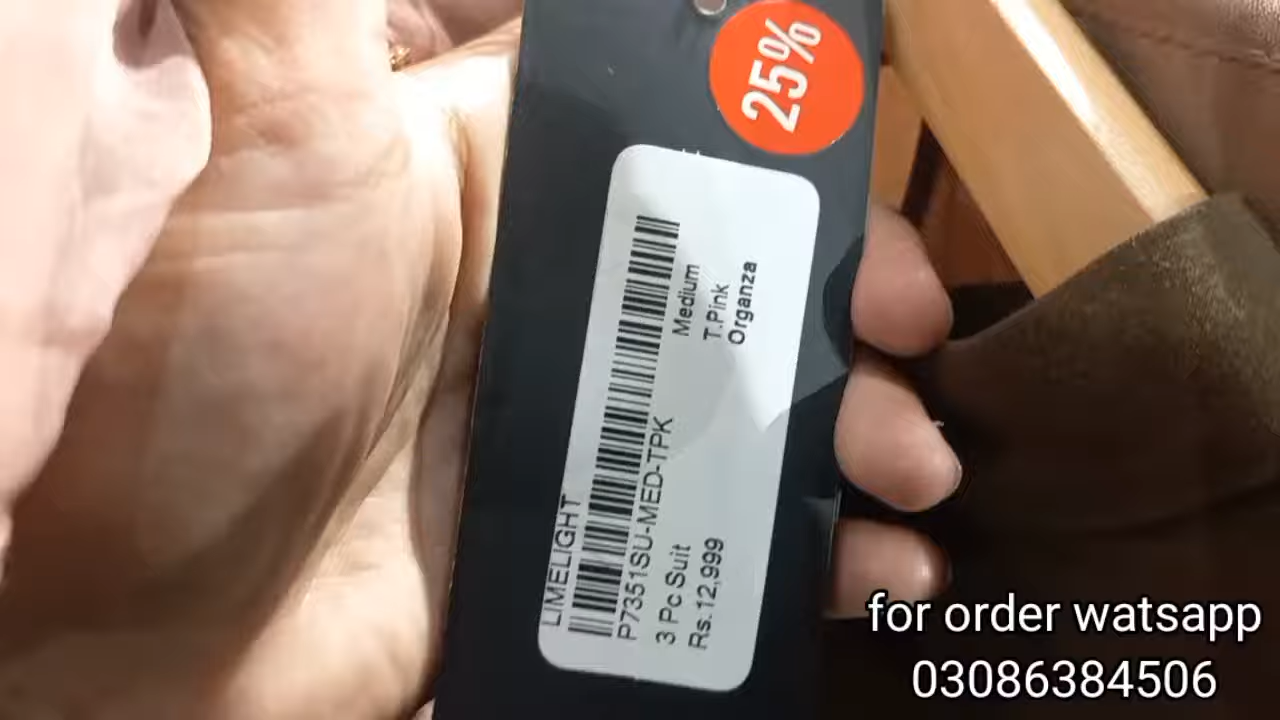 25%
LIMELIGHT
P7351SU-MED-TPK
3 Pc Suit Medium
Rs.12,999 T.Pink
Organza
for order watsapp
03086384506